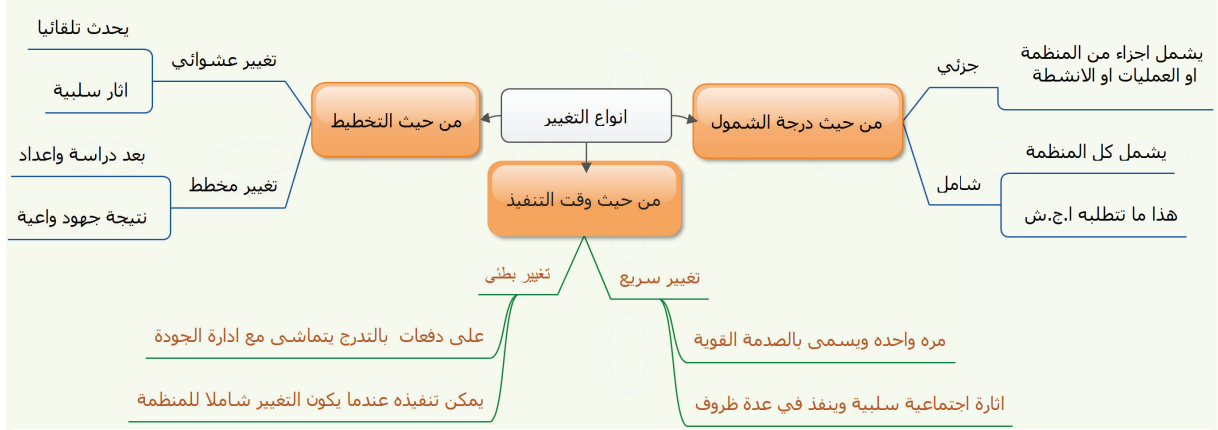 انواع التغيير
من حيث درجة الشمول
جزئي
يشمل اجزاء من المنظمة
او العمليات او الانشطة
شامل
يشمل كل المنظمة
هذا ما تتطلبه ا.ج.ش
من حيث وقت التنفيذ
تغيير سريع
مره واحده ويسمى بالصدمة القوية
اثارة اجتماعية سلبية وينفذ في عدة ظروف
تغيير بطئى
على دفعات بالتدرج يتماشى مع ادارة الجودة
يمكن تنفيذه عندما يكون التغيير شاملا للمنظمة
من حيث التخطيط
تغيير عشوائي
يحدث تلقائيا
اثار سلبية
تغيير مخطط
بعد دراسة واعداد
نتيجة جهود واعية